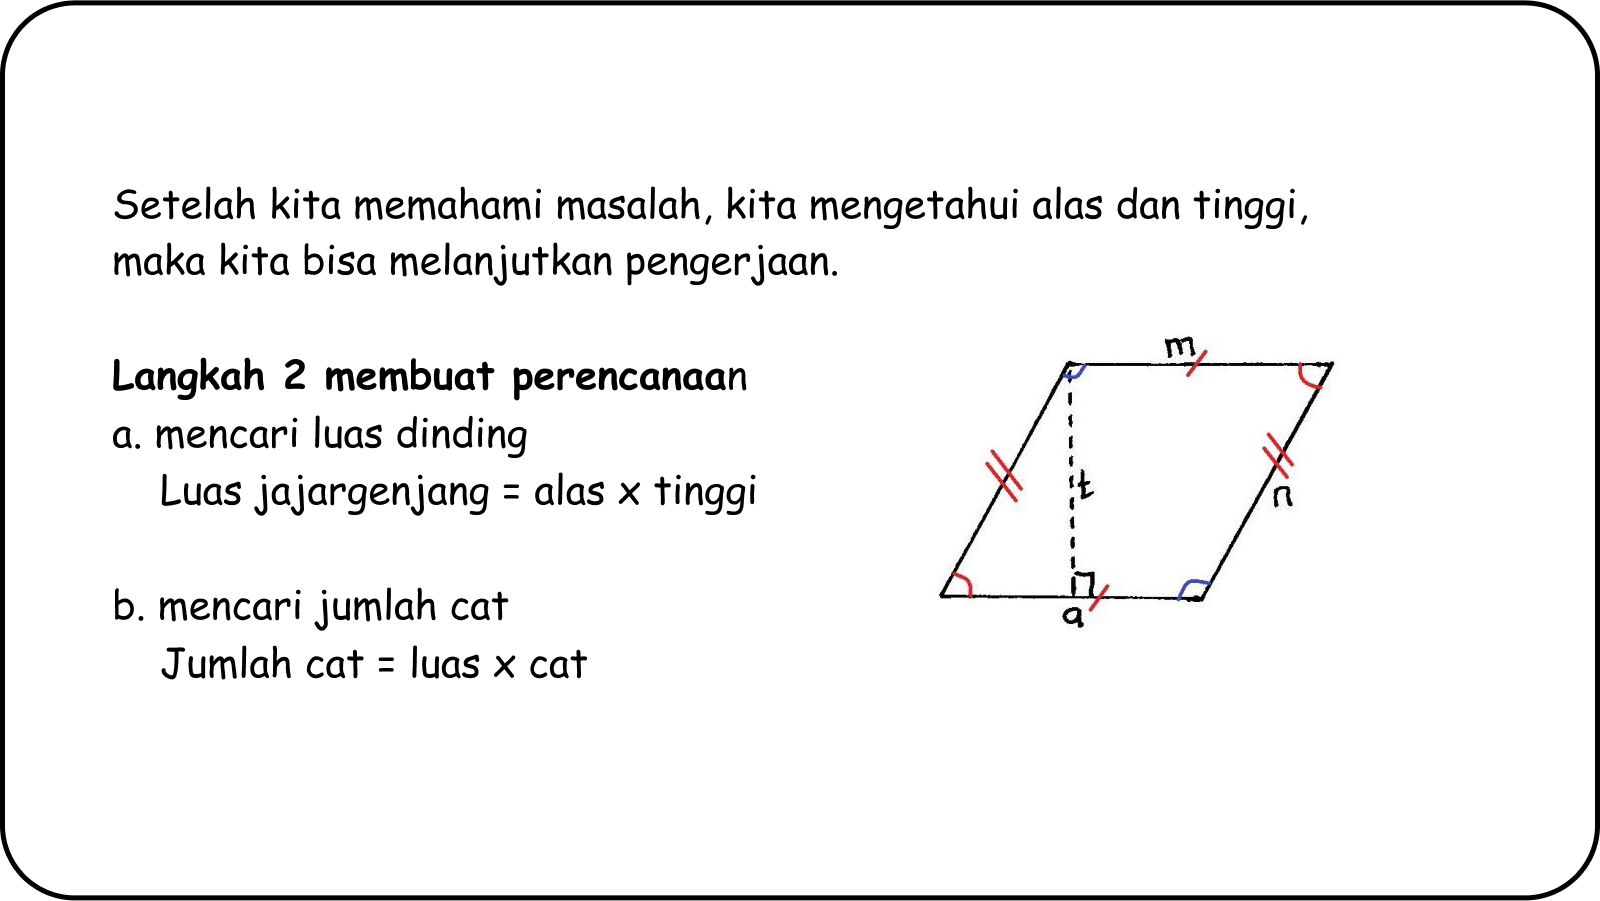 Setelah kita memahami masalah, kita mengetahui alas dan tinggi,
maka kita bisa melanjutkan pengerjaan.
Langkah 2 membuat perencanaan
a. mencari luas dinding
Luas jajargenjang = alas x tinggi
b. mencari jumlah cat
Jumlah cat = luas x cat
m
t
n
a